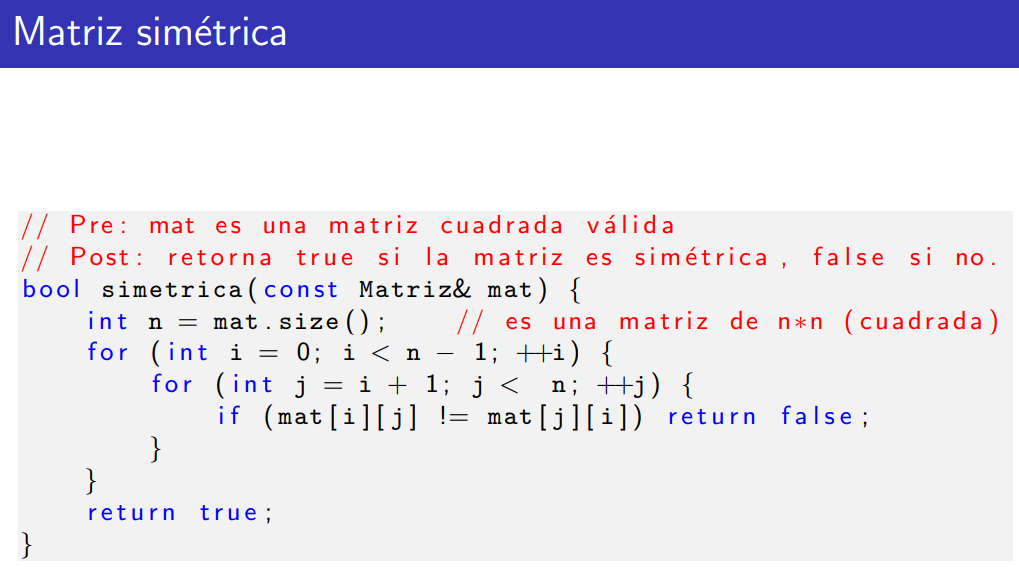 Matriz simétrica
// Pre: mat es una matriz cuadrada válida
// Post: retorna true si la matriz es simétrica, false si no.
bool simetrica(const Matriz& mat) {
    int n = mat.size();    // es una matriz de n*n (cuadrada)
    for (int i = 0; i < n - 1; ++i) {
        for (int j = i + 1; j < n; ++j) {
            if (mat[i][j] != mat[j][i]) return false;
        }
    }
    return true;
}